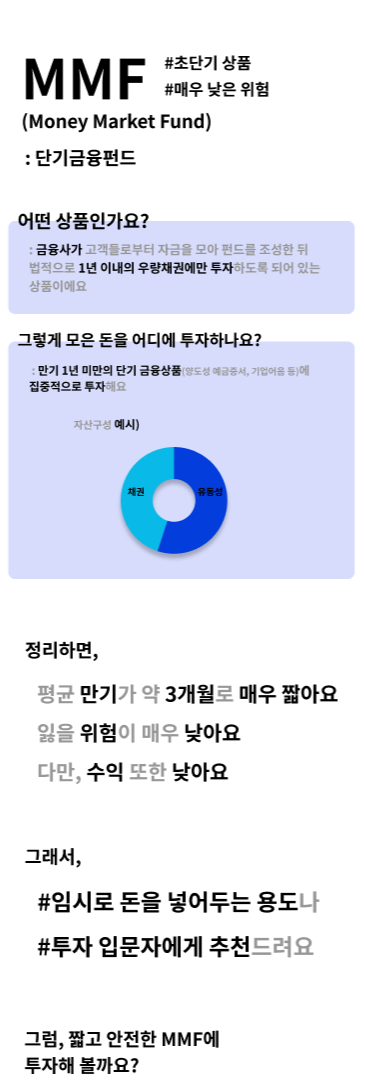 MMF
#초단기 상품
#매우 낮은 위험
(Money Market Fund)
: 단기금융펀드
어떤 상품인가요?
: 금융사가 고객들로부터 자금을 모아 펀드를 조성한 뒤
법적으로 1년 이내의 우량채권에만 투자하도록 되어 있는
상품이에요
그렇게 모은 돈을 어디에 투자하나요?
: 만기 1년 미만의 단기 금융상품(양도성 예금증서, 기업어음 등)에
집중적으로 투자해요
자산구성 예시)
채권
유동성
정리하면,
평균 만기가 약 3개월로 매우 짧아요
잃을 위험이 매우 낮아요
다만, 수익 또한 낮아요
그래서,
#임시로 돈을 넣어두는 용도나
#투자 입문자에게 추천드려요
그럼, 짧고 안전한 MMF에
투자해 볼까요?